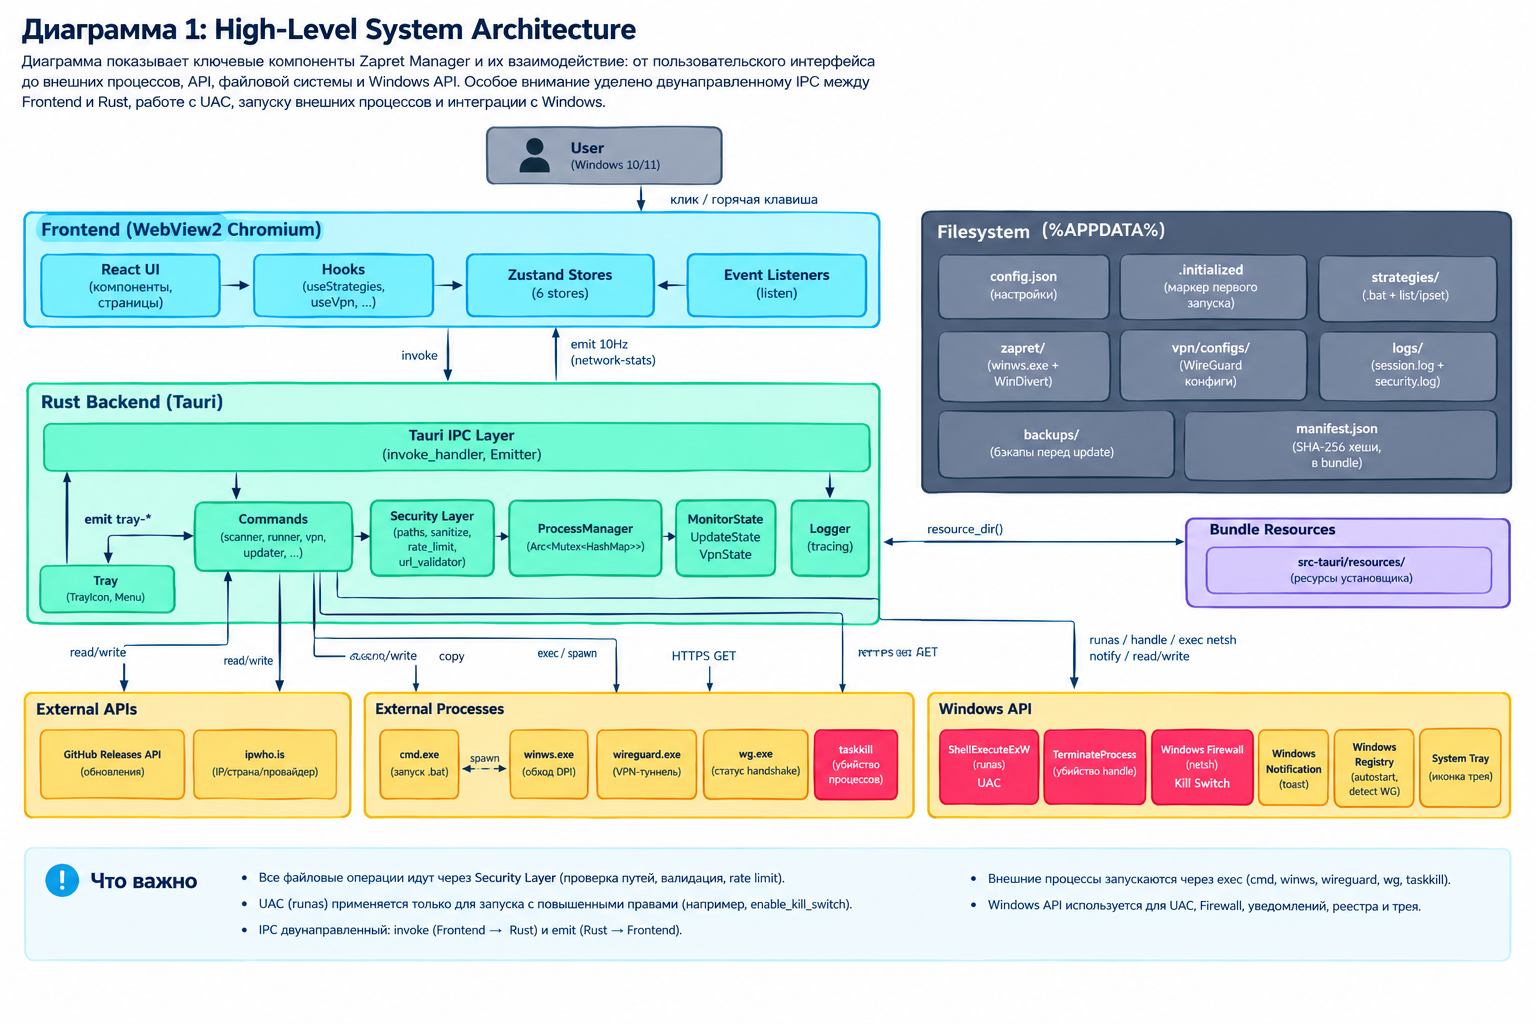 Диаграмма 1: High-Level System Architecture
Диаграмма показывает ключевые компоненты Zapret Manager и их взаимодействие: от пользовательского интерфейса
до внешних процессов, API, файловой системы и Windows API. Особое внимание уделено двунаправленному IPC между
Frontend и Rust, работе с UAC, запуску внешних процессов и интеграции с Windows.
User
(Windows 10/11)
клик / горячая клавиша
Frontend (WebView2 Chromium)
React UI
(компоненты,
страницы)
Hooks
(useStrategies,
useVpn, ...)
Zustand Stores
(6 stores)
Event Listeners
(listen)
invoke
emit 10Hz
(network-stats)
Filesystem (%APPDATA%)
config.json
(настройки)
.initialized
(маркер первого
запуска)
strategies/
(.bat + list/ipset)
zapret/
(winws.exe +
WinDivert)
vpn/configs/
(WireGuard
конфиги)
logs/
(session.log +
security.log)
backups/
(бэкапы перед update)
manifest.json
(SHA-256 хеши,
в bundle)
Rust Backend (Tauri)
Tauri IPC Layer
(invoke_handler, Emitter)
emit tray-*
Commands
(scanner, runner, vpn,
updater, ...)
Security Layer
(paths, sanitize,
rate_limit,
url_validator)
ProcessManager
(Arc<Mutex<HashMap>>)
MonitorState
UpdateState
VpnState
Logger
(tracing)
Tray
(TrayIcon, Menu)
resource_dir()
Bundle Resources
src-tauri/resources/
(ресурсы установщика)
read/write
read/write
/write
copy
exec / spawn
HTTPS GET
runas / handle / exec netsh
notify / read/write
External APIs
GitHub Releases API
(обновления)
ipwho.is
(IP/страна/провайдер)
External Processes
cmd.exe
(запуск .bat)
spawn
winws.exe
(обход DPI)
wireguard.exe
(VPN-туннель)
wg.exe
(статус handshake)
taskkill
(убийство
процессов)
Windows API
ShellExecuteExW
(runas)
UAC
TerminateProcess
(убийство handle)
Windows Firewall
(netsh)
Kill Switch
Windows
Notification
(toast)
Windows
Registry
(autostart,
detect WG)
System Tray
(иконка трея)
! Что важно
• Все файловые операции идут через Security Layer (проверка путей, валидация, rate limit).
• UAC (runas) применяется только для запуска с повышенными правами (например, enable_kill_switch).
• IPC двунаправленный: invoke (Frontend → Rust) и emit (Rust → Frontend).
• Внешние процессы запускаются через exec (cmd, winws, wireguard, wg, taskkill).
• Windows API используется для UAC, Firewall, уведомлений, реестра и трея.